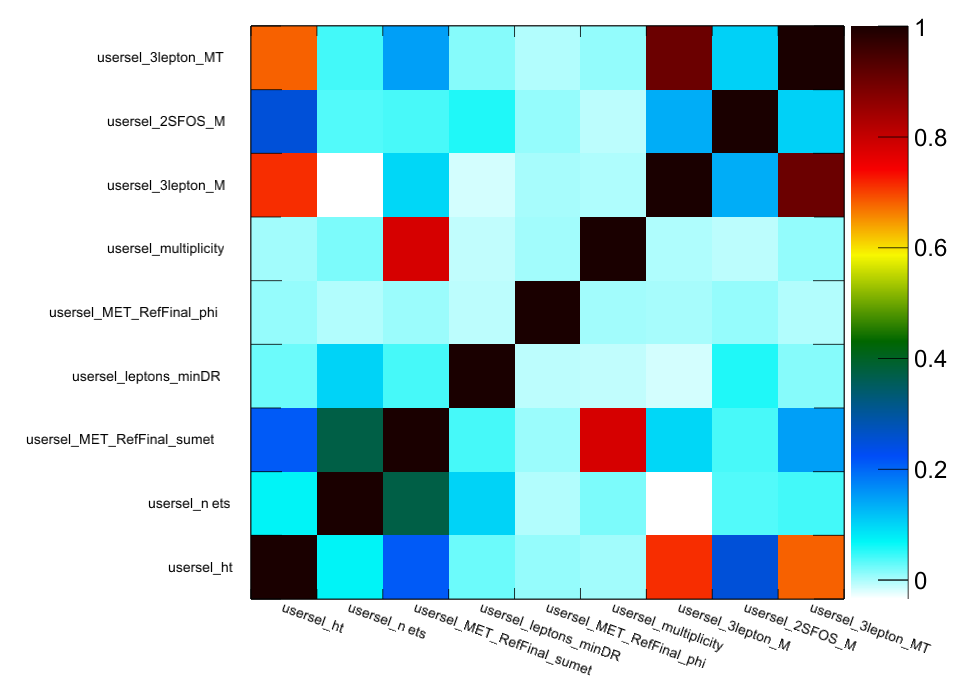 usersel_3lepton_MT
usersel_2SFOS_M
usersel_3lepton_M
usersel_multiplicity
usersel_MET_RefFinal_phi
usersel_leptons_minDR
usersel_MET_RefFinal_sumet
usersel_n ets
usersel_ht
1
0.8
0.6
0.4
0.2
0
usersel_ht
usersel_n ets
usersel_MET_RefFinal_sumet
usersel_leptons_minDR
usersel_MET_RefFinal_phi
usersel_multiplicity
usersel_3lepton_M
usersel_2SFOS_M
usersel_3lepton_MT